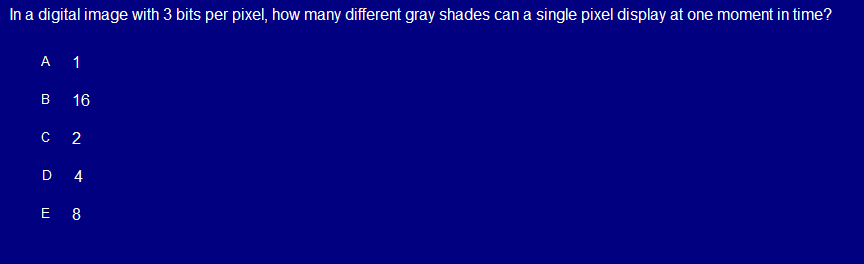 In a digital image with 3 bits per pixel, how many different gray shades can a single pixel display at one moment in time?
A 1
B 16
C 2
D 4
E 8